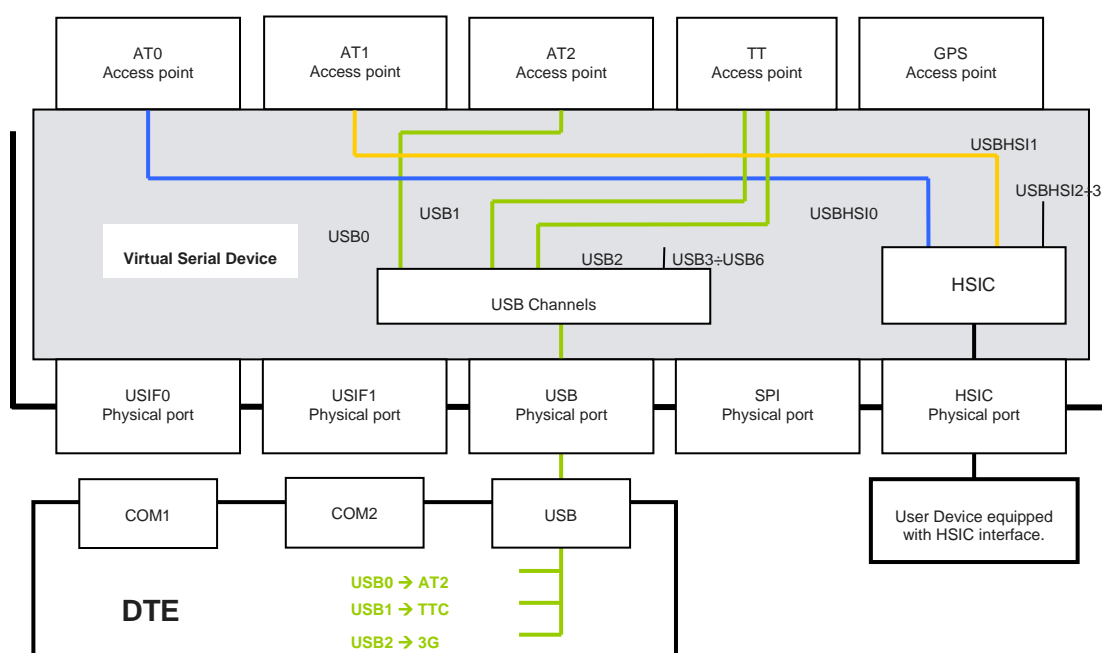 AT0
Access point
AT1
Access point
AT2
Access point
TT
Access point
GPS
Access point
USBHSI1
USBHSI2÷3
USB1
USBHSI0
USB0
Virtual Serial Device
USB2
USB3÷USB6
HSIC
USB Channels
USIF0
Physical port
USIF1
Physical port
USB
Physical port
SPI
Physical port
HSIC
Physical port
COM1
COM2
USB
User Device equipped
with HSIC interface.
USB0 → AT2
USB1 → TTC
USB2 → 3G
DTE